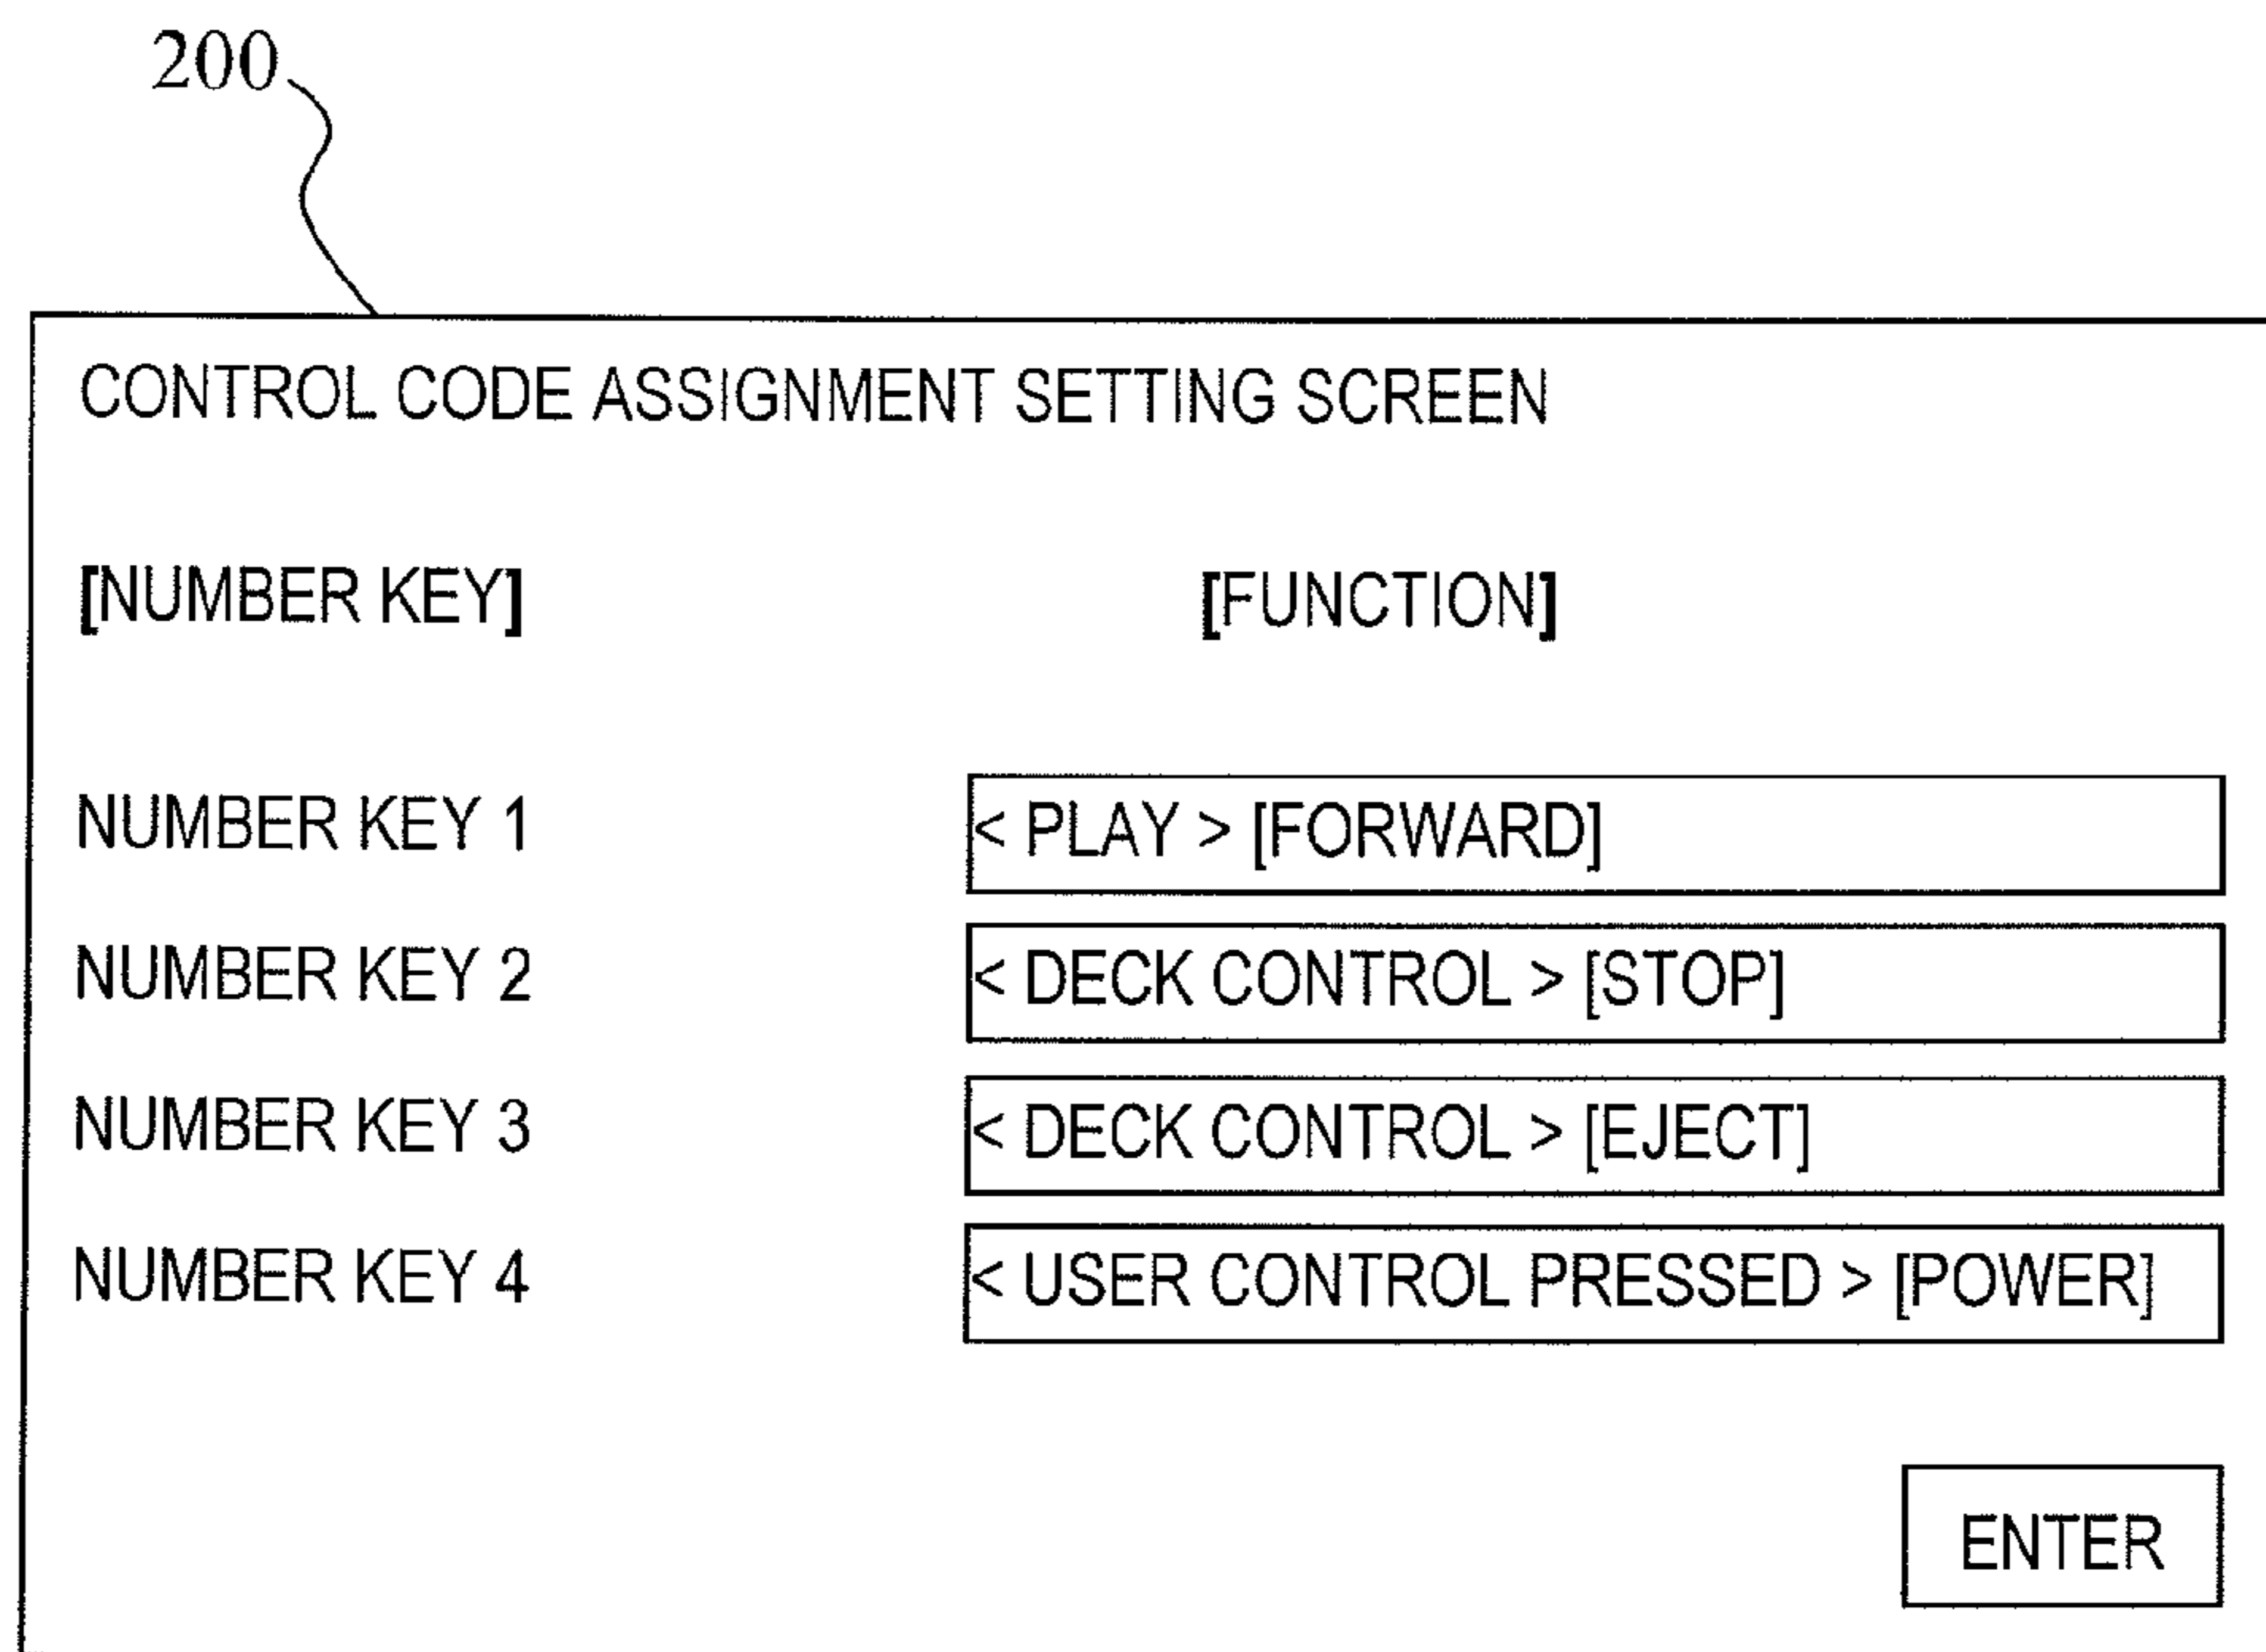 200
CONTROL CODE ASSIGNMENT SETTING SCREEN
[NUMBER KEY] [FUNCTION]
NUMBER KEY 1 < PLAY > [FORWARD]
NUMBER KEY 2 < DECK CONTROL > [STOP]
NUMBER KEY 3 < DECK CONTROL > [EJECT]
NUMBER KEY 4 < USER CONTROL PRESSED > [POWER]
ENTER